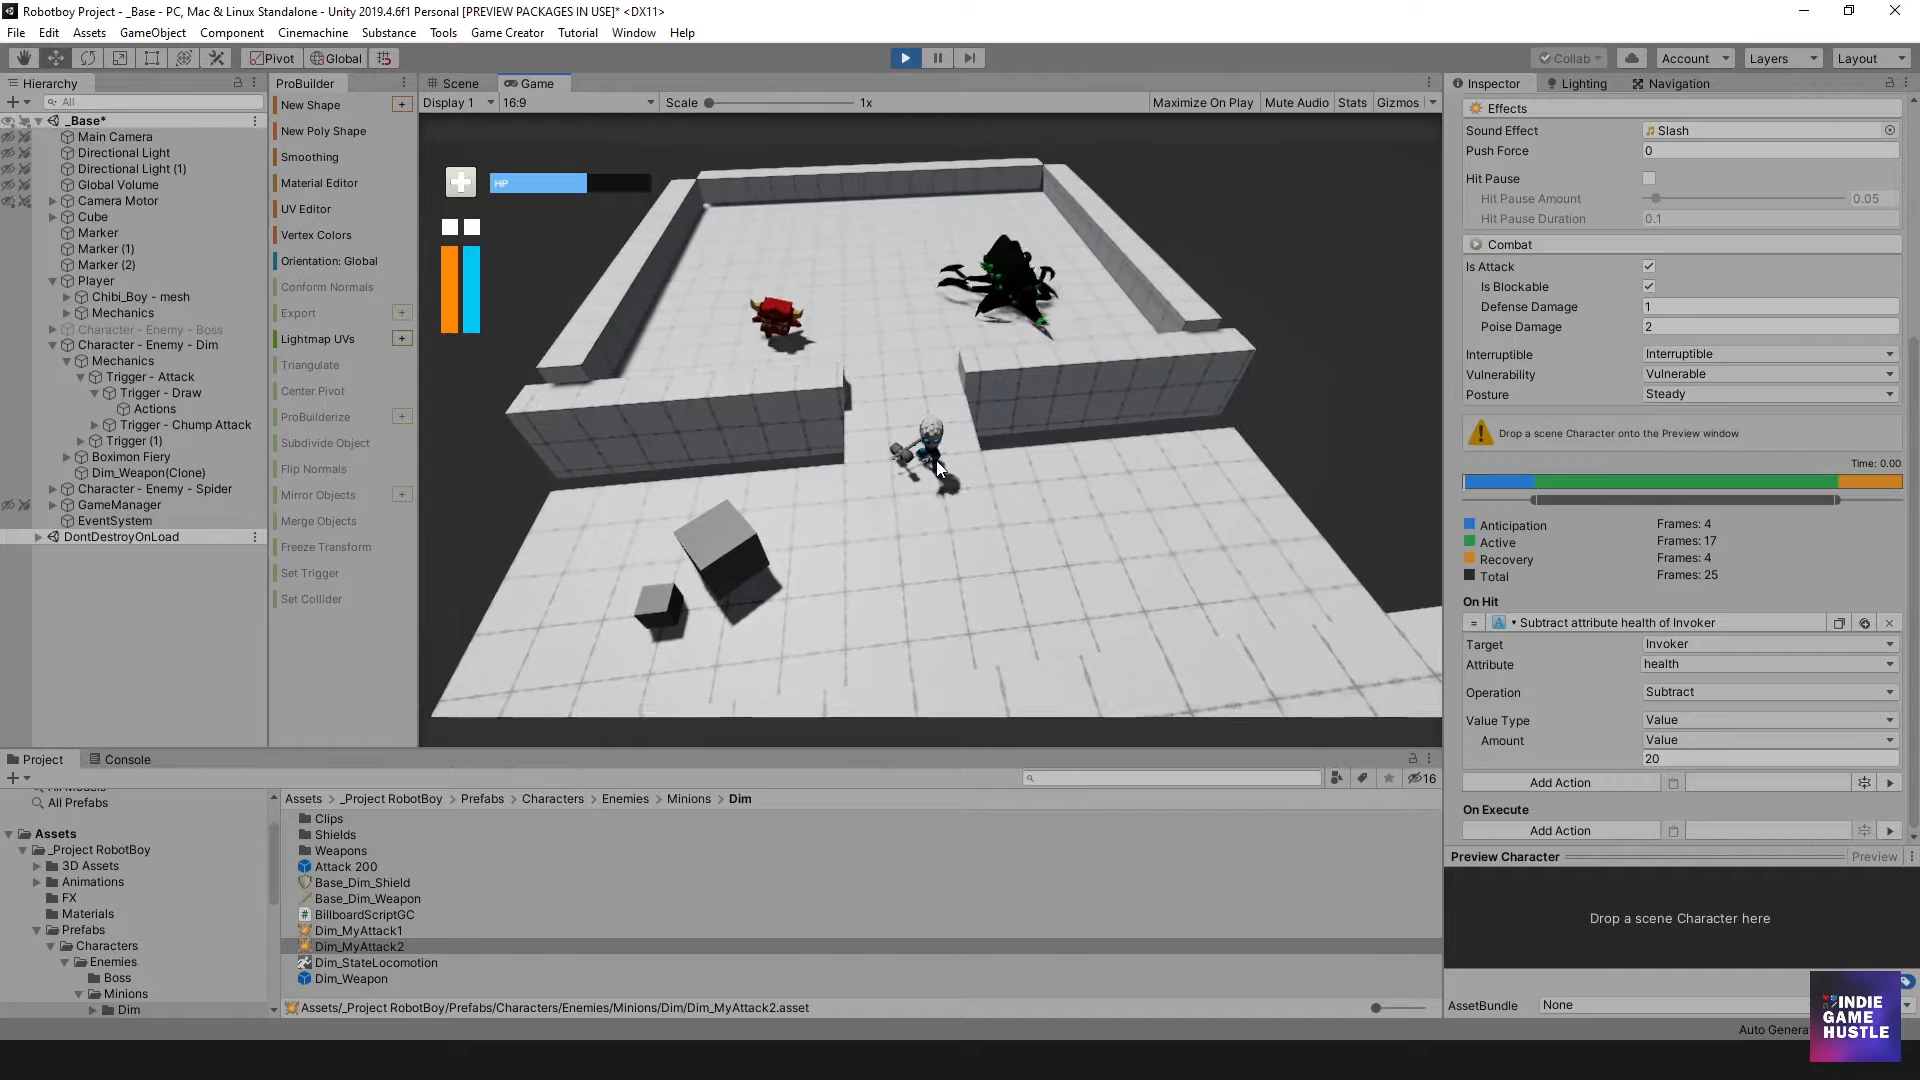 Robotboy Project - _Base - PC, Mac & Linux Standalone - Unity 2019.4.6f1 Personal [PREVIEW PACKAGES IN USE]* <DX11>
File Edit Assets GameObject Component Cinemachine Substance Tools Game Creator Tutorial Window Help
Pivot Global Collab Account Layers Layout
Hierarchy
All
_Base*
Main Camera
Directional Light
Directional Light (1)
Global Volume
Camera Motor
Cube
Marker
Marker (1)
Marker (2)
Player
Chibi_Boy - mesh
Mechanics
Character - Enemy - Boss
Character - Enemy - Dim
Mechanics
Trigger - Attack
Trigger - Draw
Actions
Trigger - Chump Attack
Trigger (1)
Boximon Fiery
Dim_Weapon(Clone)
Character - Enemy - Spider
GameManager
EventSystem
DontDestroyOnLoad
ProBuilder
New Shape
New Poly Shape
Smoothing
Material Editor
UV Editor
Vertex Colors
Orientation: Global
Conform Normals
Export
Lightmap UVs
Triangulate
Center Pivot
ProBuilderize
Subdivide Object
Flip Normals
Mirror Objects
Merge Objects
Freeze Transform
Set Trigger
Set Collider
Scene Game
Display 1 16:9 Scale 1x Maximize On Play Mute Audio Stats Gizmos
HP
Inspector Lighting Navigation
Effects
Sound Effect Slash
Push Force 0
Hit Pause
Hit Pause Amount 0.05
Hit Pause Duration 0.1
Combat
Is Attack
Is Blockable
Defense Damage 1
Poise Damage 2
Interruptible Interruptible
Vulnerability Vulnerable
Posture Steady
Drop a scene Character onto the Preview window
Time: 0.00
Anticipation Frames: 4
Active Frames: 17
Recovery Frames: 4
Total Frames: 25
On Hit
Subtract attribute health of Invoker
Target Invoker
Attribute health
Operation Subtract
Value Type Value
Amount Value
20
Add Action
On Execute
Add Action
Preview Character Preview
Drop a scene Character here
AssetBundle None
Project Console
16
All Prefabs
Assets
_Project RobotBoy
3D Assets
Animations
FX
Materials
Prefabs
Characters
Enemies
Boss
Minions
Dim
Assets > _Project RobotBoy > Prefabs > Characters > Enemies > Minions > Dim
Clips
Shields
Weapons
Attack 200
Base_Dim_Shield
Base_Dim_Weapon
BillboardScriptGC
Dim_MyAttack1
Dim_MyAttack2
Dim_StateLocomotion
Dim_Weapon
Assets/_Project RobotBoy/Prefabs/Characters/Enemies/Minions/Dim/Dim_MyAttack2.asset
Auto Genera
INDIE
GAME
HUSTLE